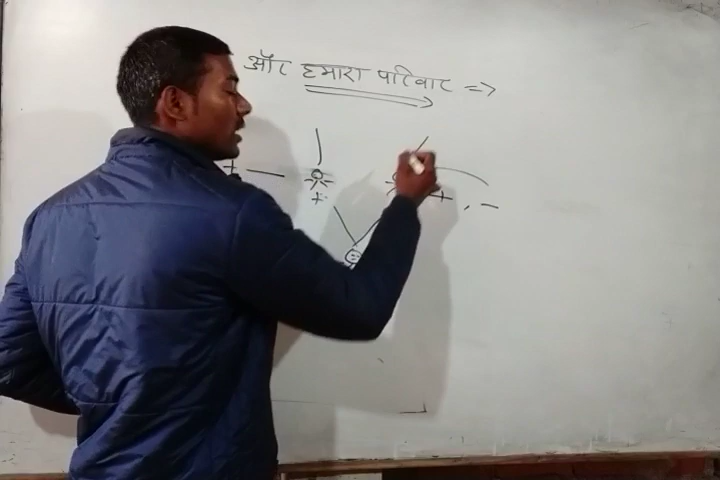 और हमारा परिवार =>
+ —
+
+ , -